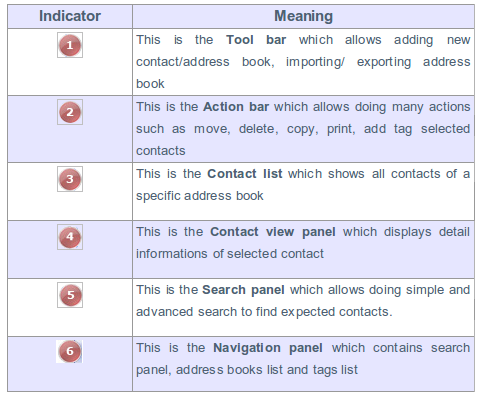 Indicator Meaning
1 This is the Tool bar which allows adding new
contact/address book, importing/ exporting address
book
2 This is the Action bar which allows doing many actions
such as move, delete, copy, print, add tag selected
contacts
3 This is the Contact list which shows all contacts of a
specific address book
4 This is the Contact view panel which displays detail
informations of selected contact
5 This is the Search panel which allows doing simple and
advanced search to find expected contacts.
6 This is the Navigation panel which contains search
panel, address books list and tags list